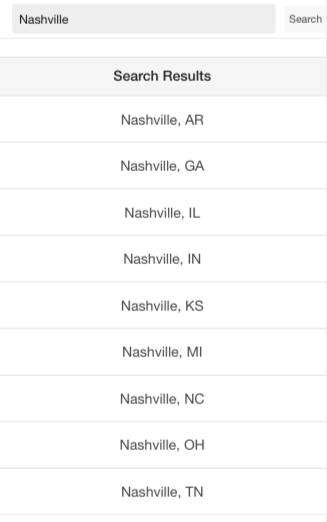 Nashville Search
Search Results
Nashville, AR
Nashville, GA
Nashville, IL
Nashville, IN
Nashville, KS
Nashville, MI
Nashville, NC
Nashville, OH
Nashville, TN